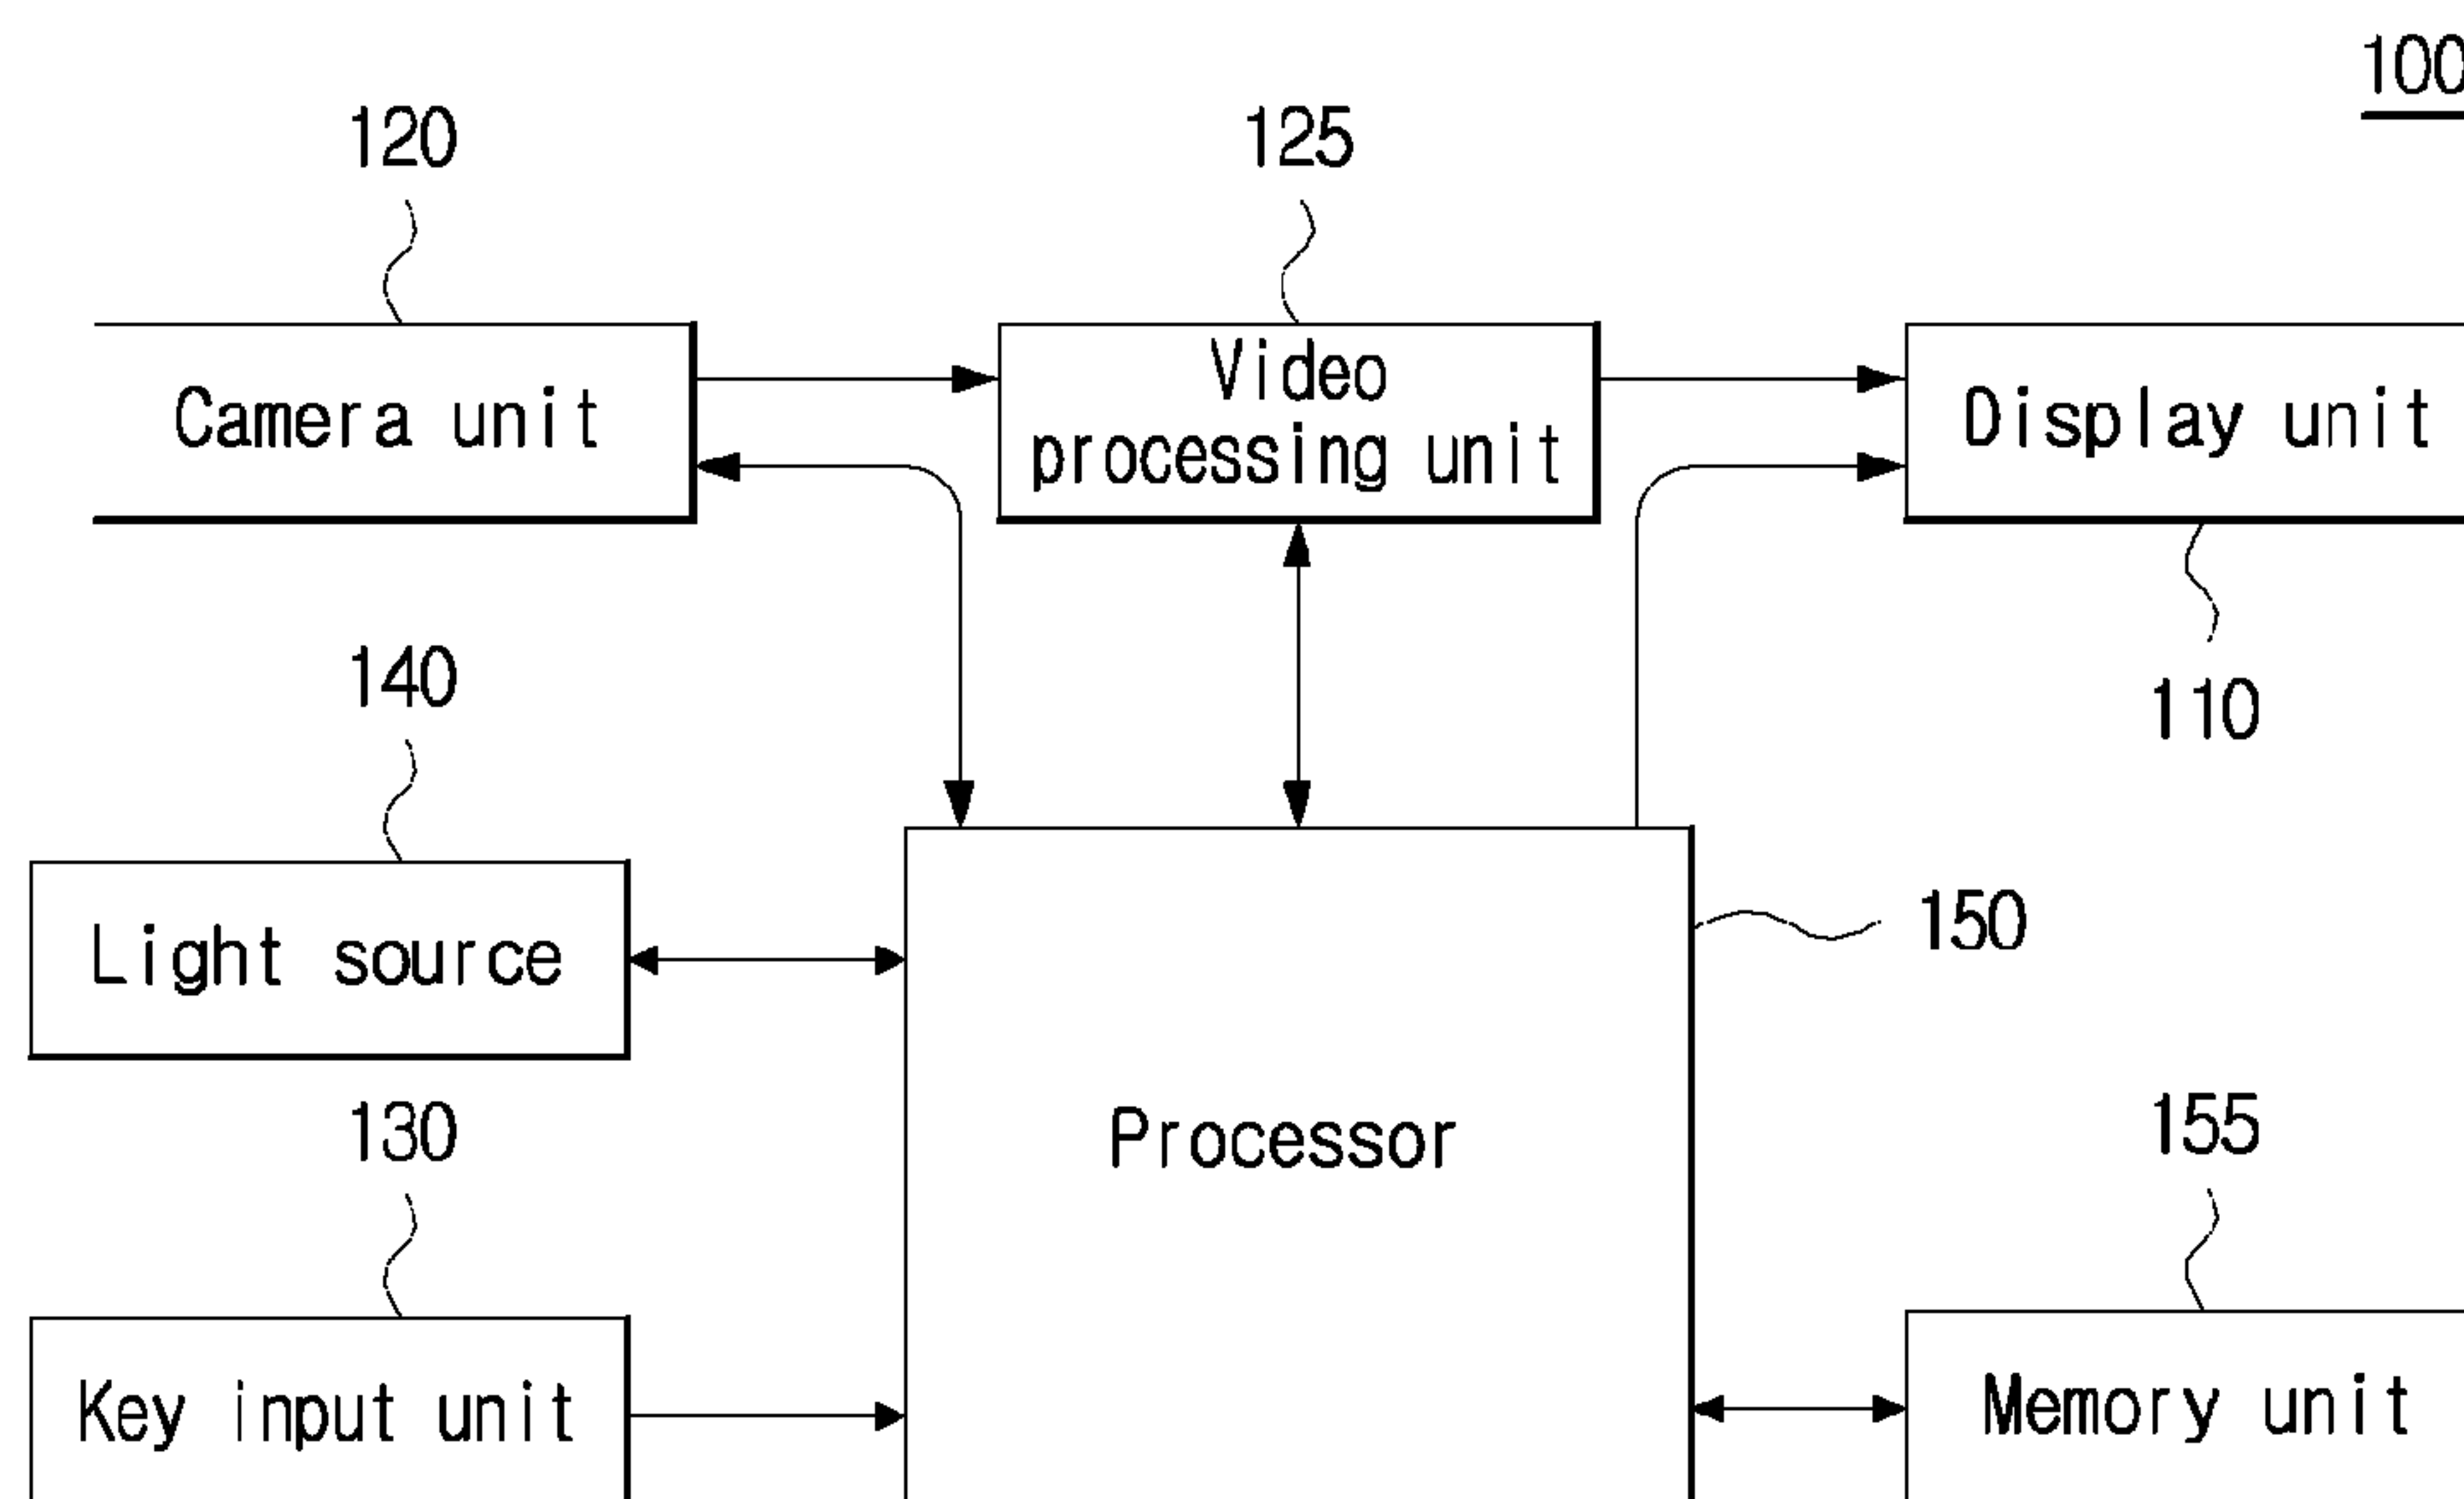 100
120
125
Camera unit
Video
processing unit
Display unit
110
140
150
Light source
Processor
130
155
Key input unit
Memory unit